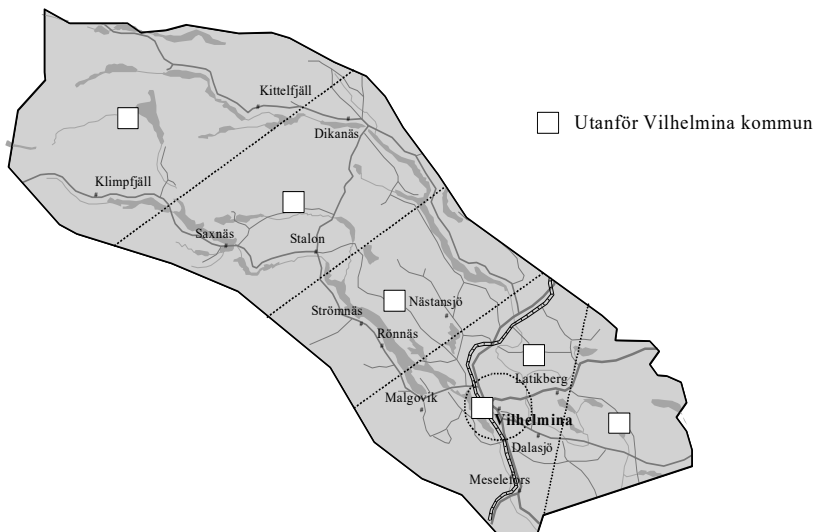 Kittelfjäll
Utanför Vilhelmina kommun
Dikanäs
Klimpfjäll
Saxnäs
Stalon
Nästansjö
Strömnäs
Rönnäs
Latikberg
Malgovik
Vilhelmina
Dalasjö
Meselefors